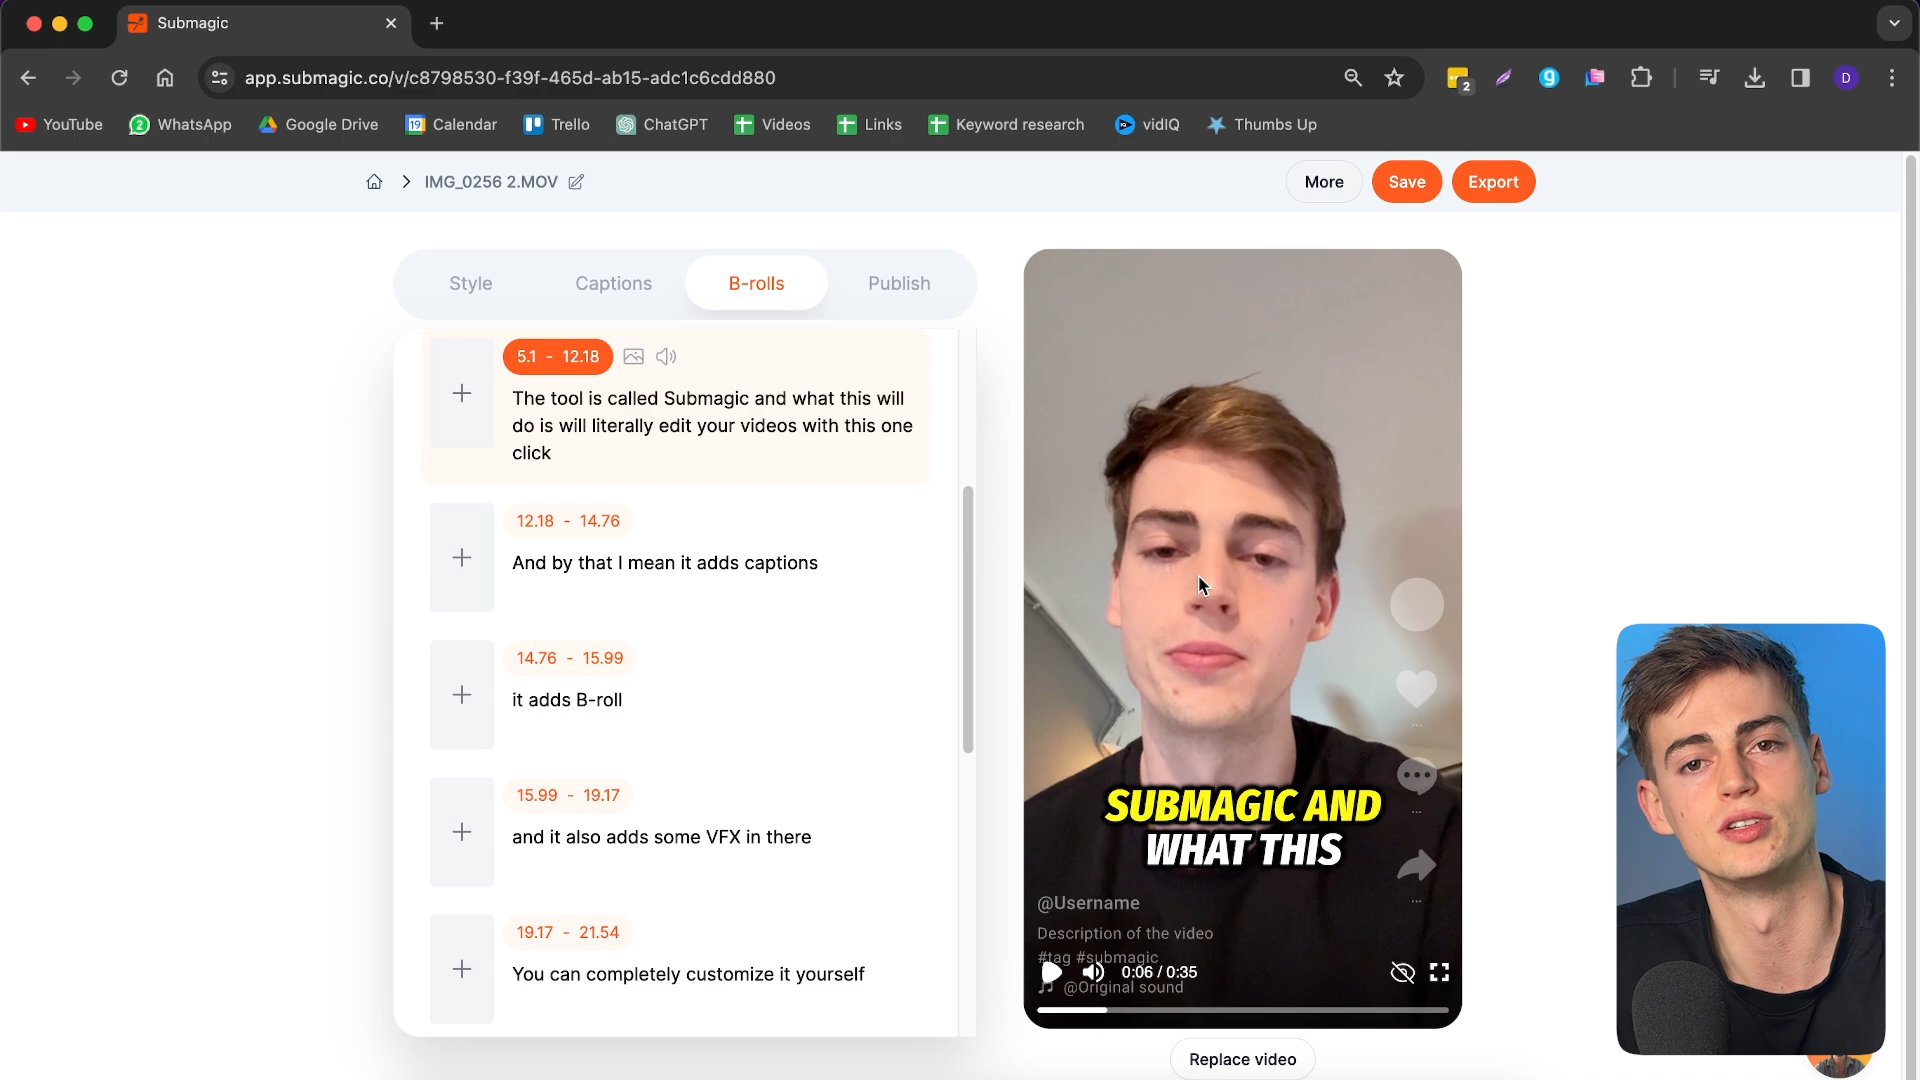 Submagic
app.submagic.co/v/c8798530-f39f-465d-ab15-adc1c6cdd880
2
g
D
YouTube
2 WhatsApp
Google Drive
19 Calendar
Trello
ChatGPT
Videos
Links
Keyword research
vidIQ
Thumbs Up
IMG_0256 2.MOV
More
Save
Export
Style
Captions
B-rolls
Publish
5.1 - 12.18
The tool is called Submagic and what this will
do is will literally edit your videos with this one
click
12.18 - 14.76
And by that I mean it adds captions
14.76 - 15.99
it adds B-roll
15.99 - 19.17
and it also adds some VFX in there
19.17 - 21.54
You can completely customize it yourself
SUBMAGIC AND
WHAT THIS
@Username
Description of the video
#tag #submagic
0:06 / 0:35
@Original sound
Replace video